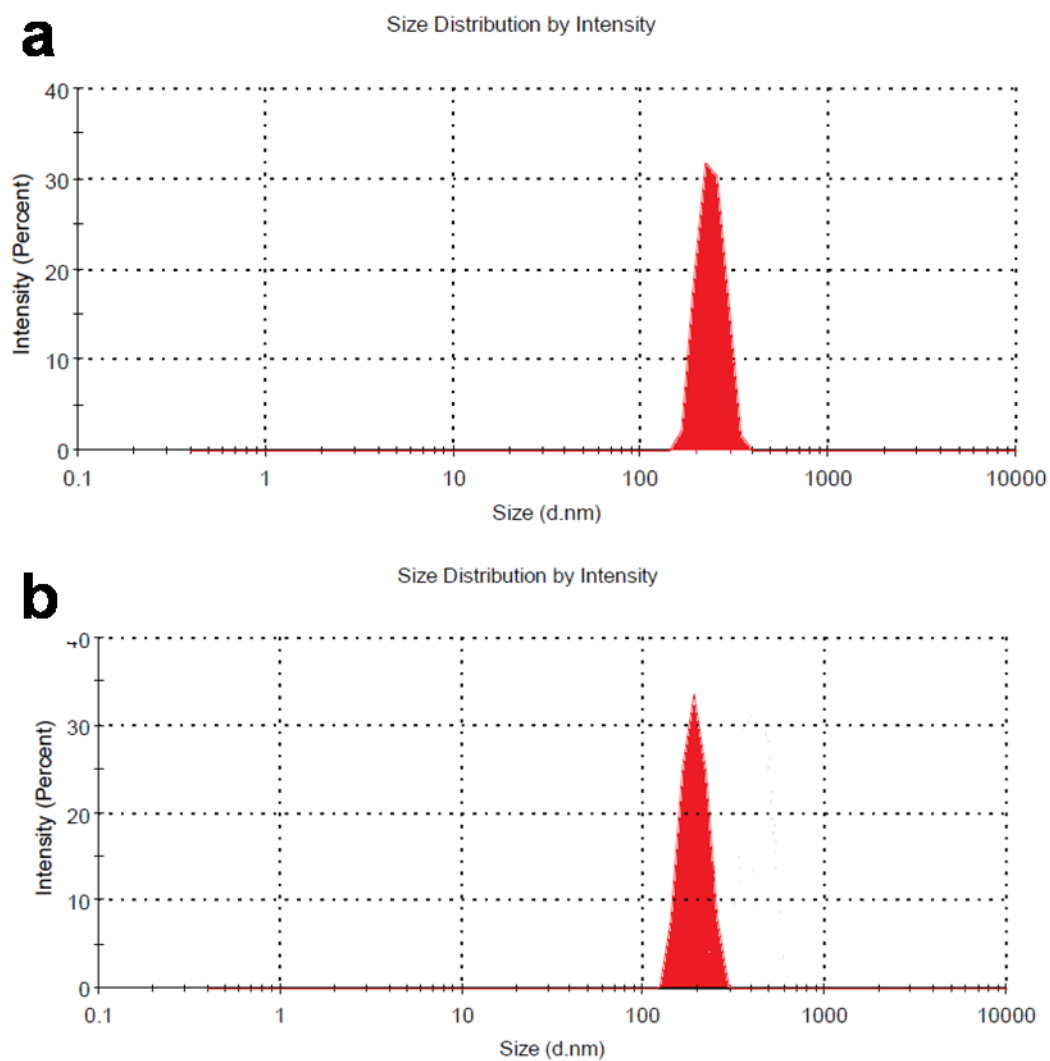 a
Size Distribution by Intensity
40
30
20
10
0
Intensity (Percent)
0.1 1 10 100 1000 10000
Size (d.nm)
b
Size Distribution by Intensity
30
20
10
0
Intensity (Percent)
0.1 1 10 100 1000 10000
Size (d.nm)